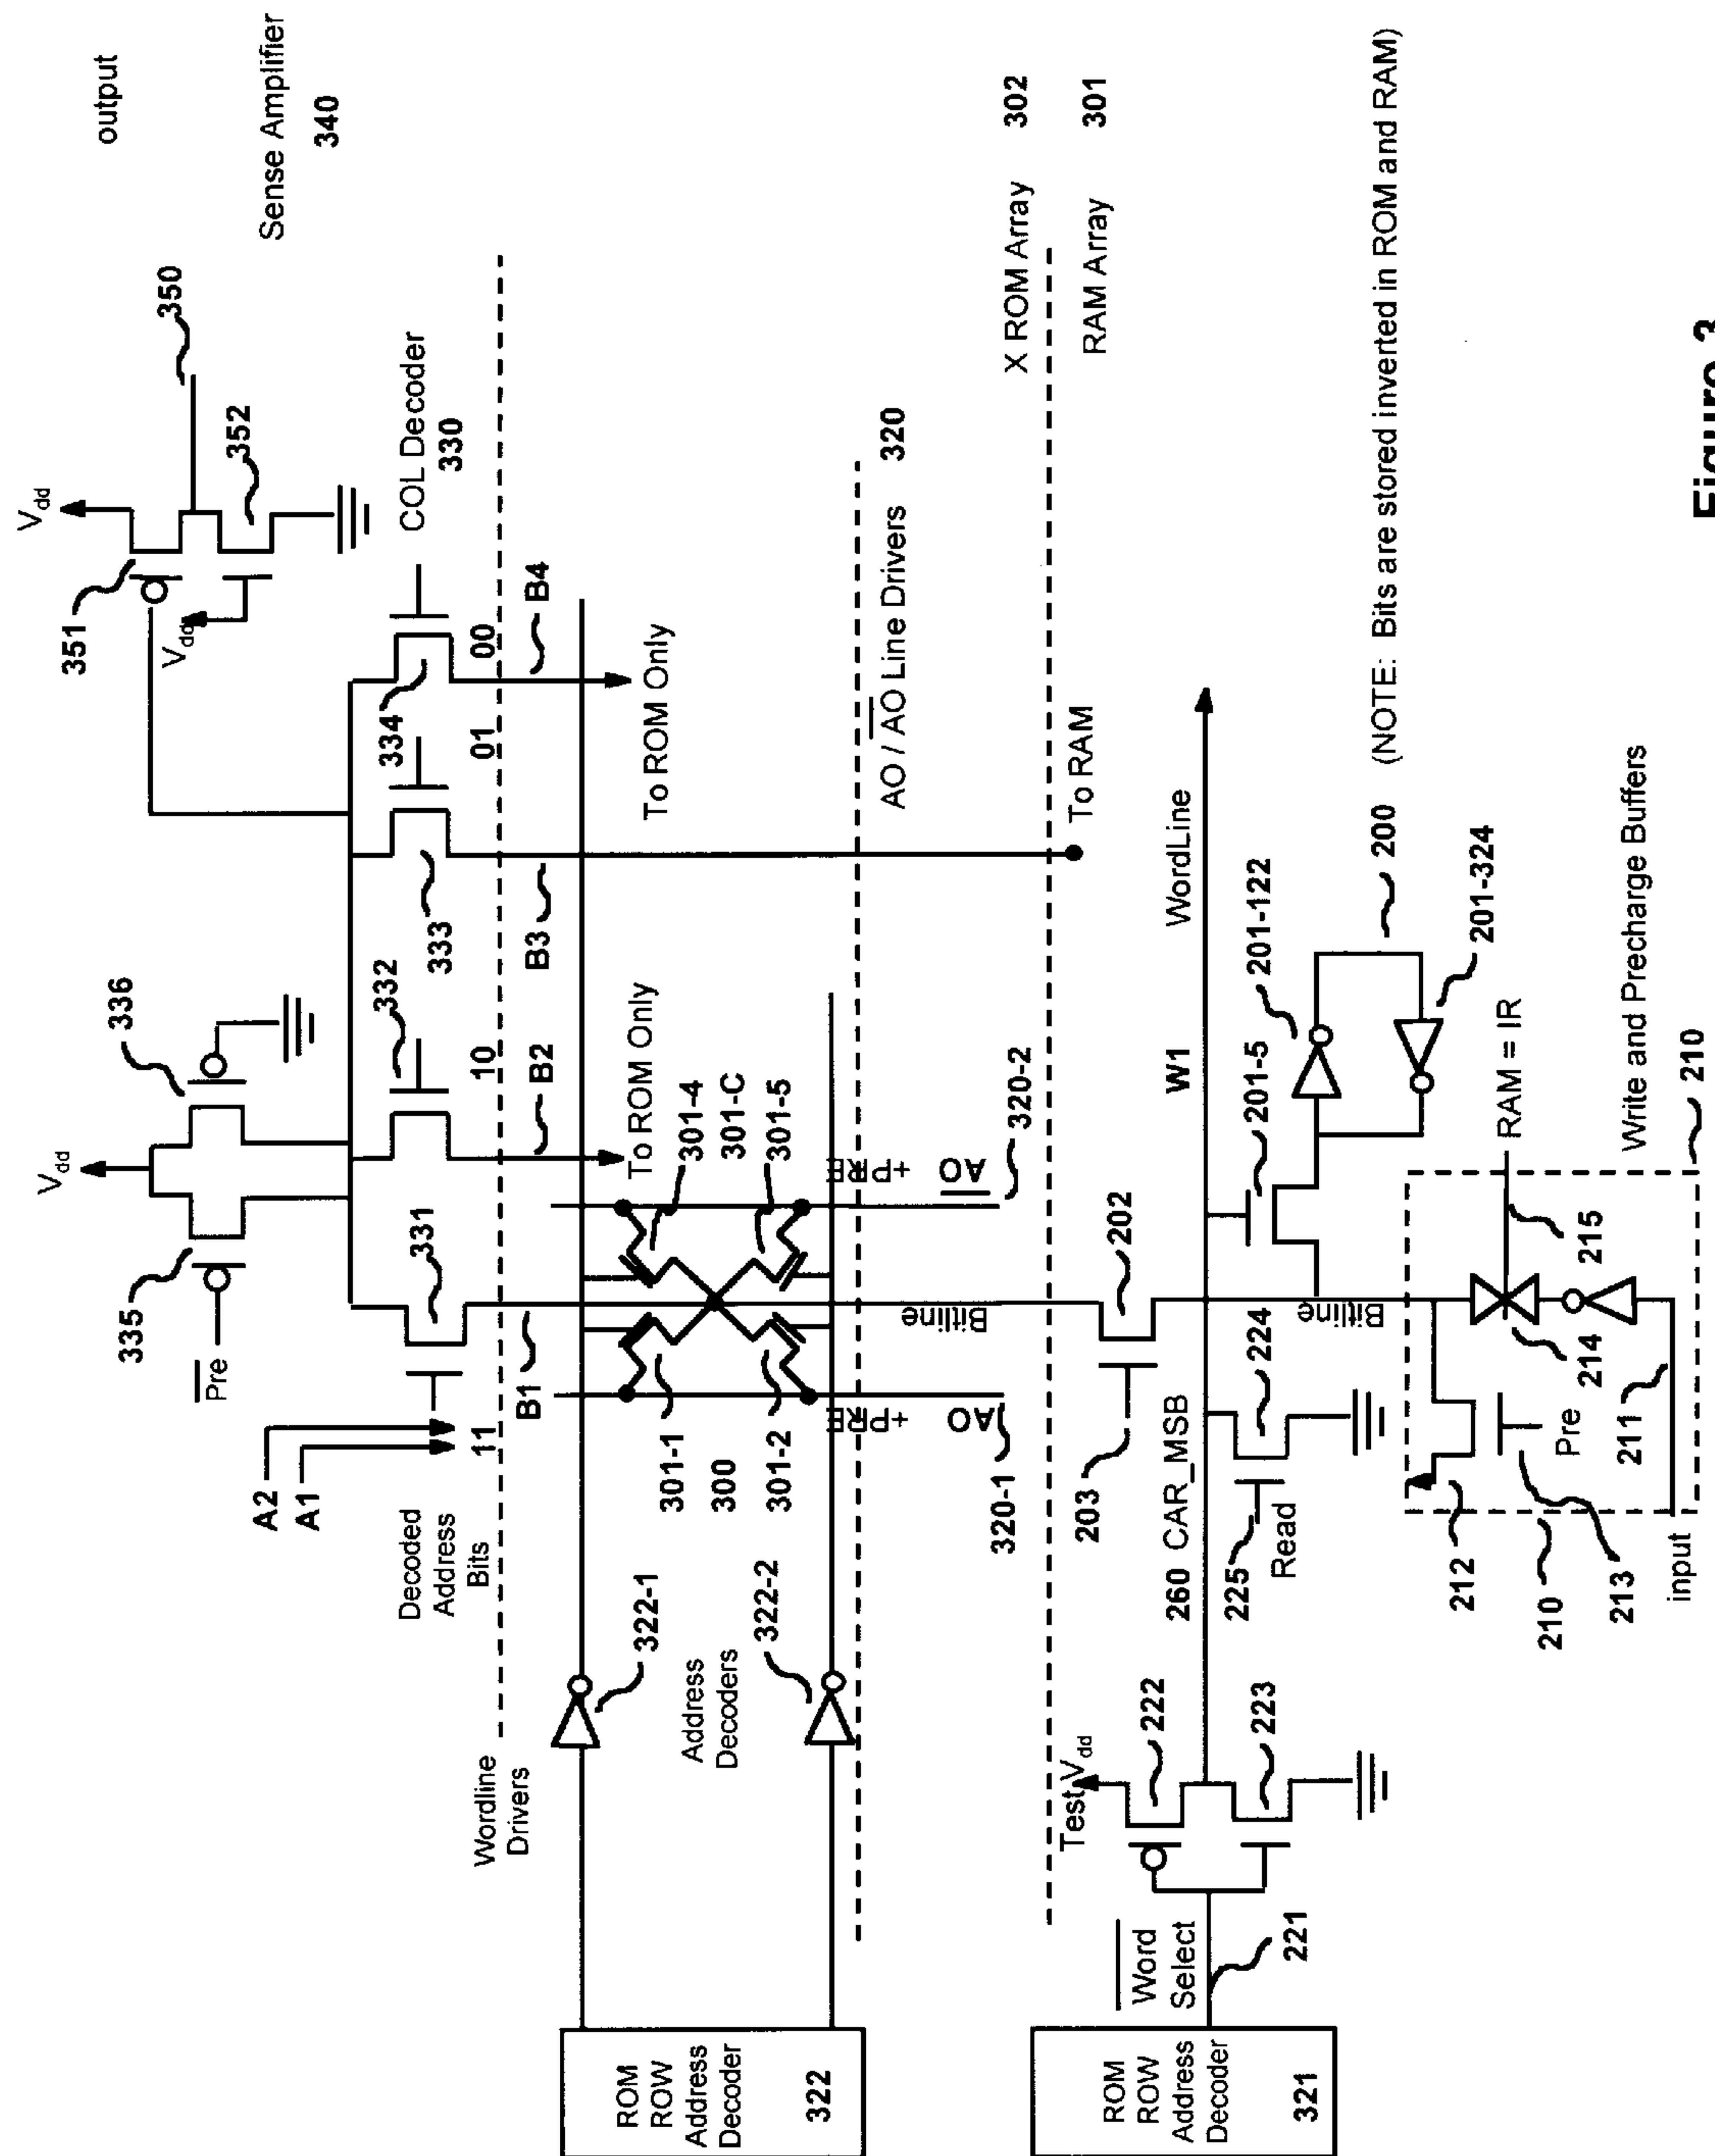 output
Sense Amplifier
340
V_dd
V_dd
350
351
352
V_dd
335
336
Pre
COL Decoder
330
A2
A1
331
332
333
334
Decoded
Address
Bits
11
10
01
00
Wordline
Drivers
B1
B2
B3
B4
322-1
To ROM Only
To ROM Only
301-1
301-4
300
301-C
301-2
301-5
Address
Decoders
322-2
ROM
ROW
Address
Decoder
322
+PRE
+PRE
AO / AO Line Drivers
320
AO
AO
320-1
320-2
Bitline
X ROM Array 302
RAM Array 301
To RAM
Test V_dd
203
202
222
260 CAR_MSB
W1
WordLine
Word
Select
221
223
225
Read
224
201-5
201-122
ROM
ROW
Address
Decoder
321
Bitline
200
(NOTE: Bits are stored inverted in ROM and RAM)
201-324
RAM = IR
212
210
213
Pre
214
215
211
input
Write and Precharge Buffers
210
Figure 3